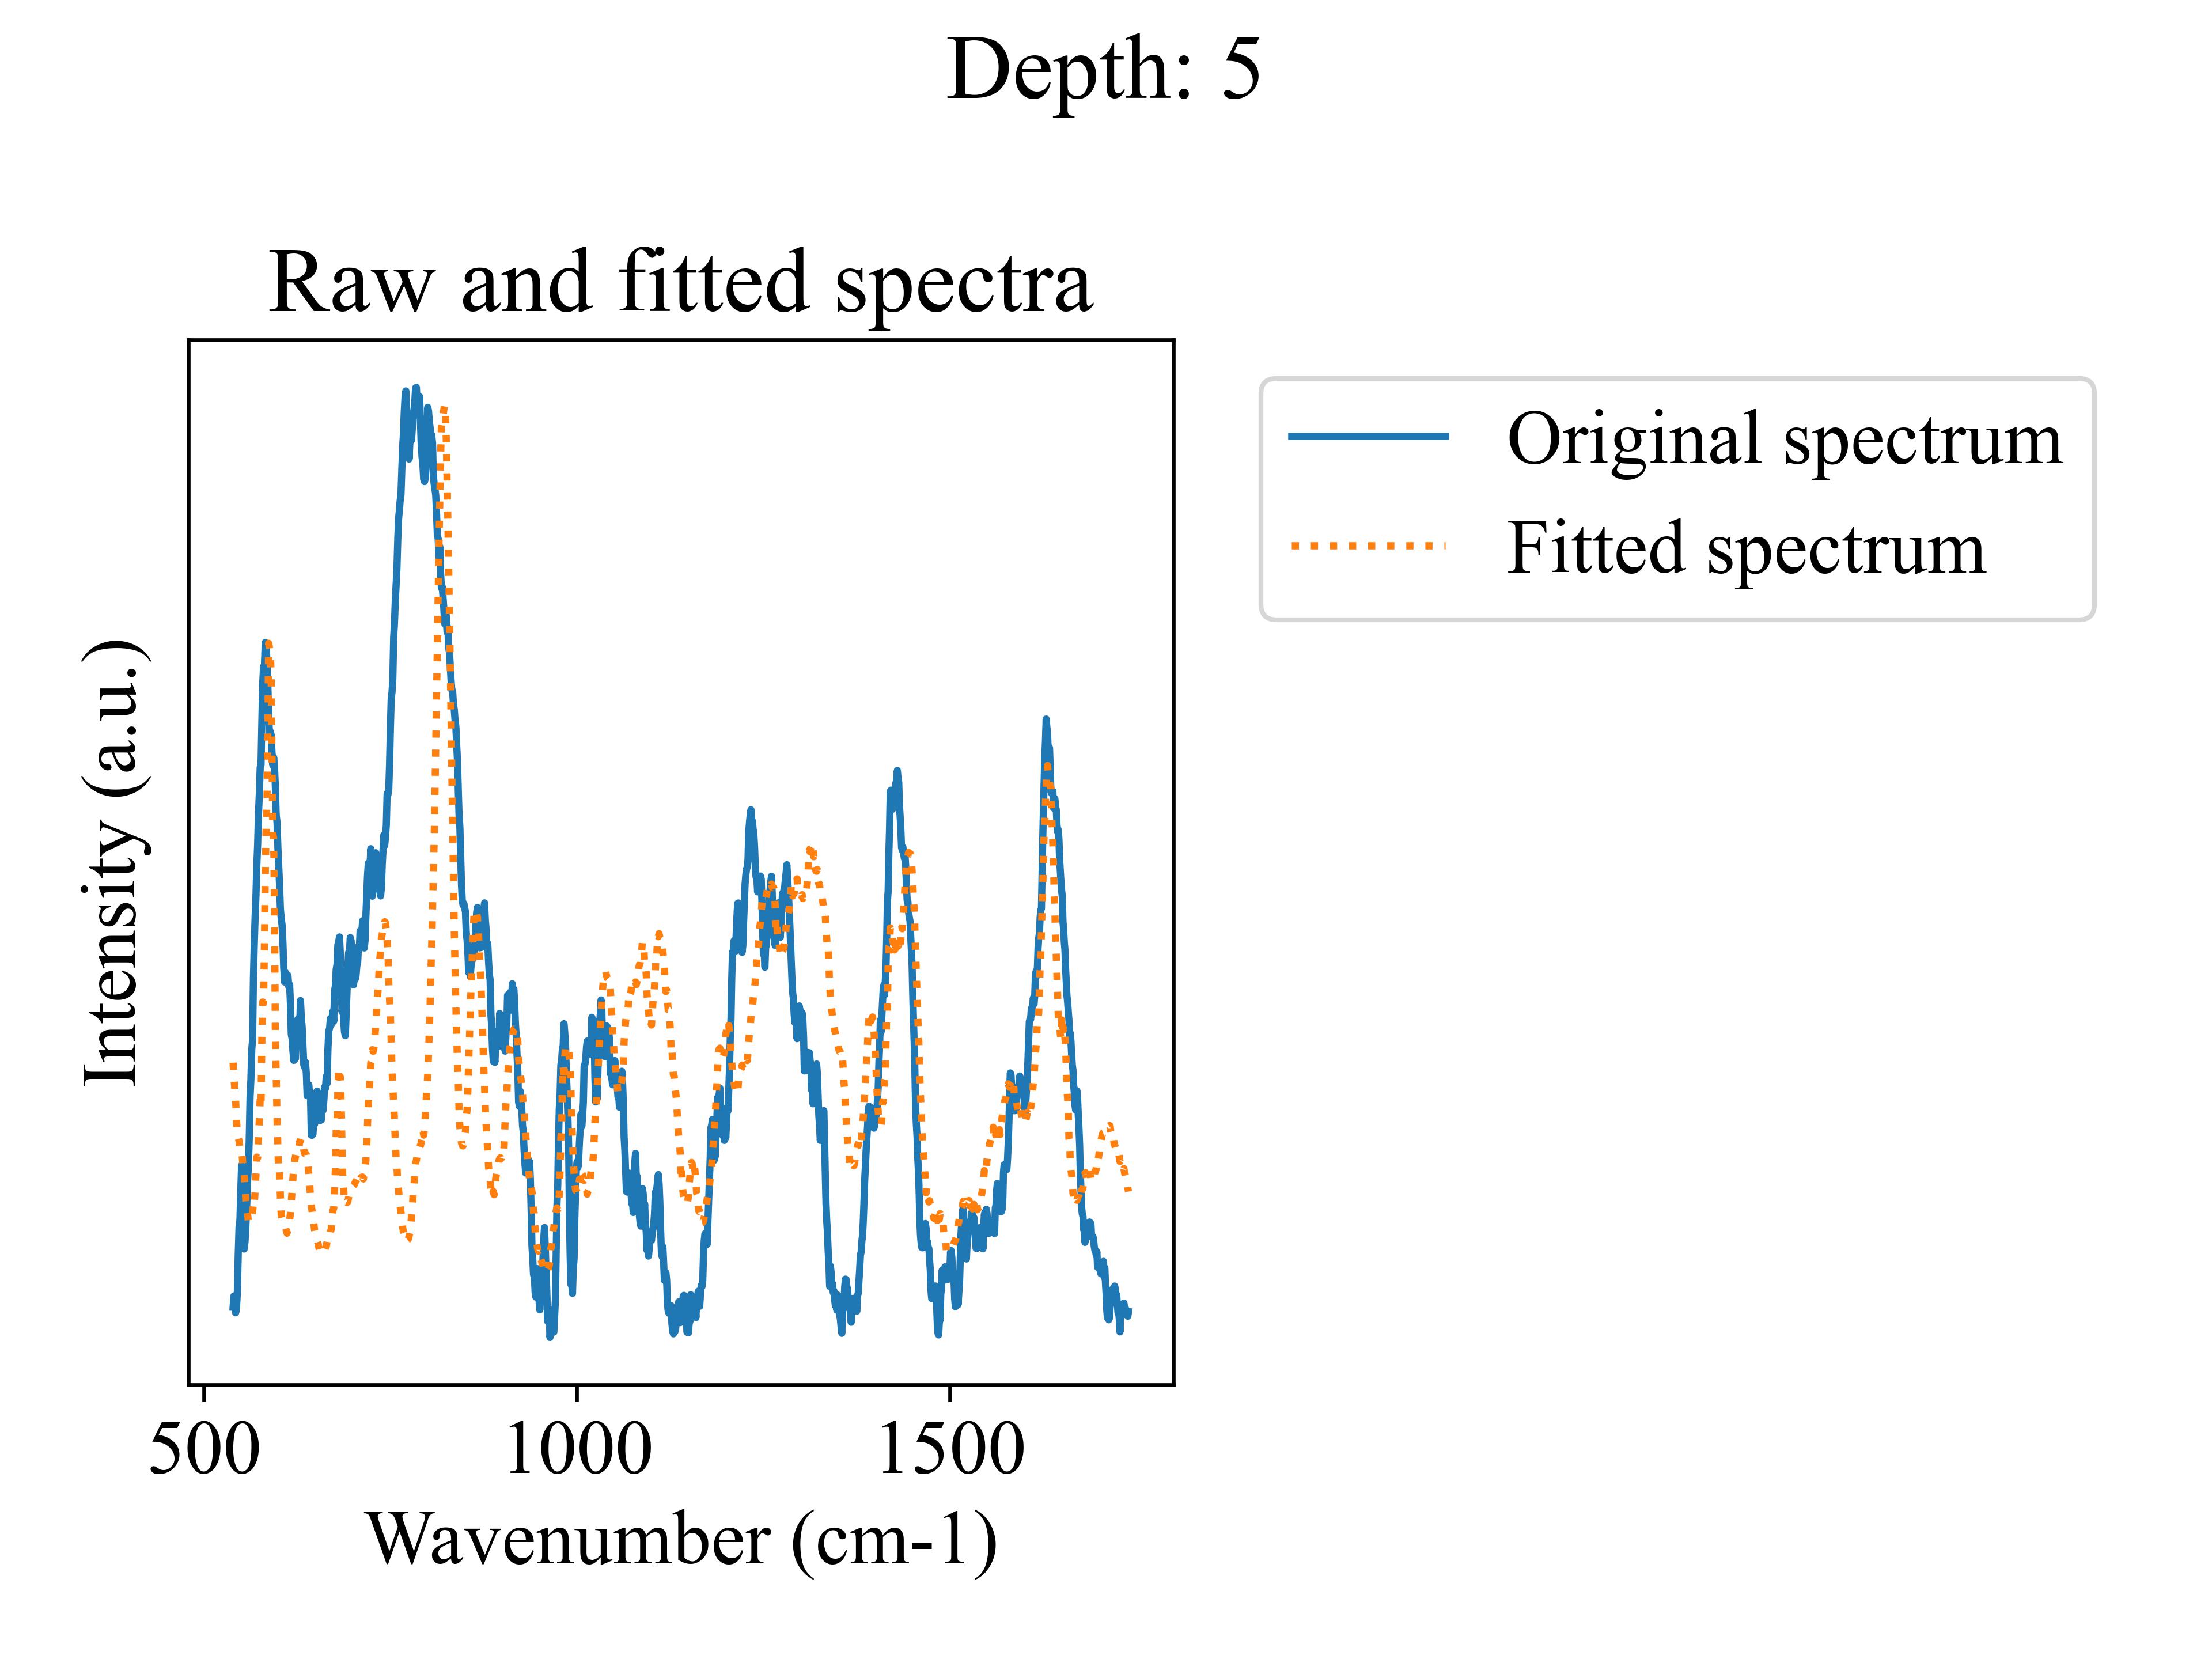 Depth: 5
Raw and fitted spectra
Original spectrum
Fitted spectrum
Intensity (a.u.)
500 1000 1500
Wavenumber (cm-1)